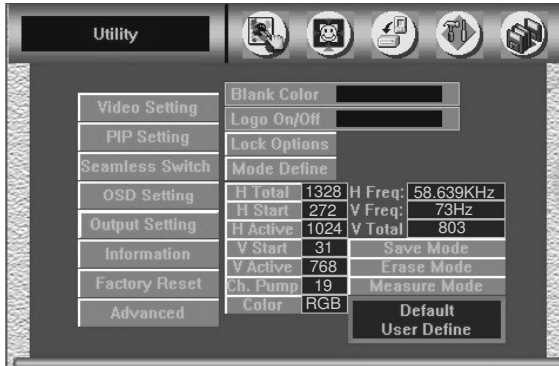 Utility
Video Setting
PIP Setting
Seamless Switch
OSD Setting
Output Setting
Information
Factory Reset
Advanced
Blank Color
Logo On/Off
Lock Options
Mode Define
H Total 1328 H Freq: 58.639KHz
H Start 272 V Freq: 73Hz
H Active 1024 V Total 803
V Start 31 Save Mode
V Active 768 Erase Mode
Ch. Pump 19 Measure Mode
Color RGB
Default
User Define